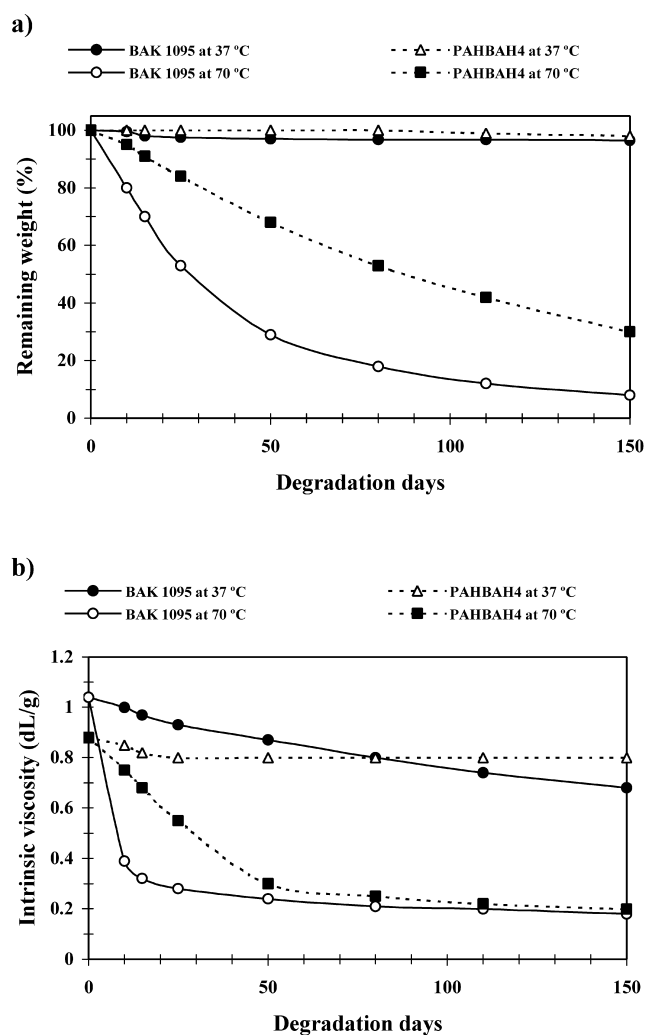 a)
BAK 1095 at 37 ºC PAHBAH4 at 37 ºC
BAK 1095 at 70 ºC PAHBAH4 at 70 ºC
100
80
60
40
20
0
Remaining weight (%)
0 50 100 150
Degradation days
b)
BAK 1095 at 37 ºC PAHBAH4 at 37 ºC
BAK 1095 at 70 ºC PAHBAH4 at 70 ºC
1.2
1
0.8
0.6
0.4
0.2
0
Intrinsic viscosity (dL/g)
0 50 100 150
Degradation days